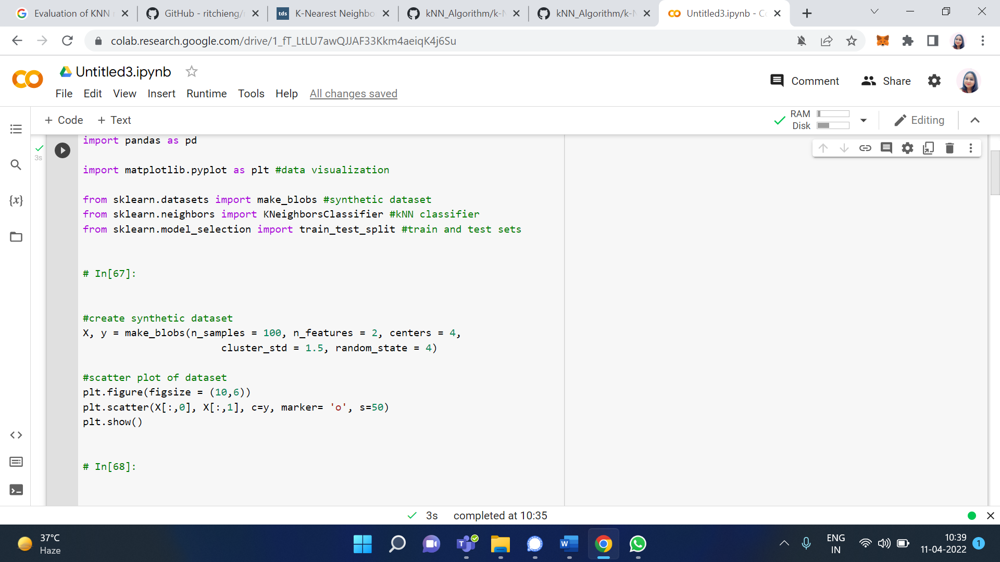 Evaluation of KNN
GitHub - ritchieng/
tds K-Nearest Neighbo
kNN_Algorithm/k-N
kNN_Algorithm/k-N
Untitled3.ipynb - Co
colab.research.google.com/drive/1_fT_LtLU7awQJJAF33Kkm4aeiqK4j6Su
Untitled3.ipynb
Comment
Share
File Edit View Insert Runtime Tools Help All changes saved
+ Code + Text
RAM
Disk
Editing
3s
import pandas as pd
import matplotlib.pyplot as plt #data visualization
from sklearn.datasets import make_blobs #synthetic dataset
from sklearn.neighbors import KNeighborsClassifier #kNN classifier
from sklearn.model_selection import train_test_split #train and test sets
# In[67]:
#create synthetic dataset
X, y = make_blobs(n_samples = 100, n_features = 2, centers = 4,
cluster_std = 1.5, random_state = 4)
#scatter plot of dataset
plt.figure(figsize = (10,6))
plt.scatter(X[:,0], X[:,1], c=y, marker= 'o', s=50)
plt.show()
# In[68]:
3s completed at 10:35
37°C
Haze
ENG
IN
10:39
11-04-2022
1